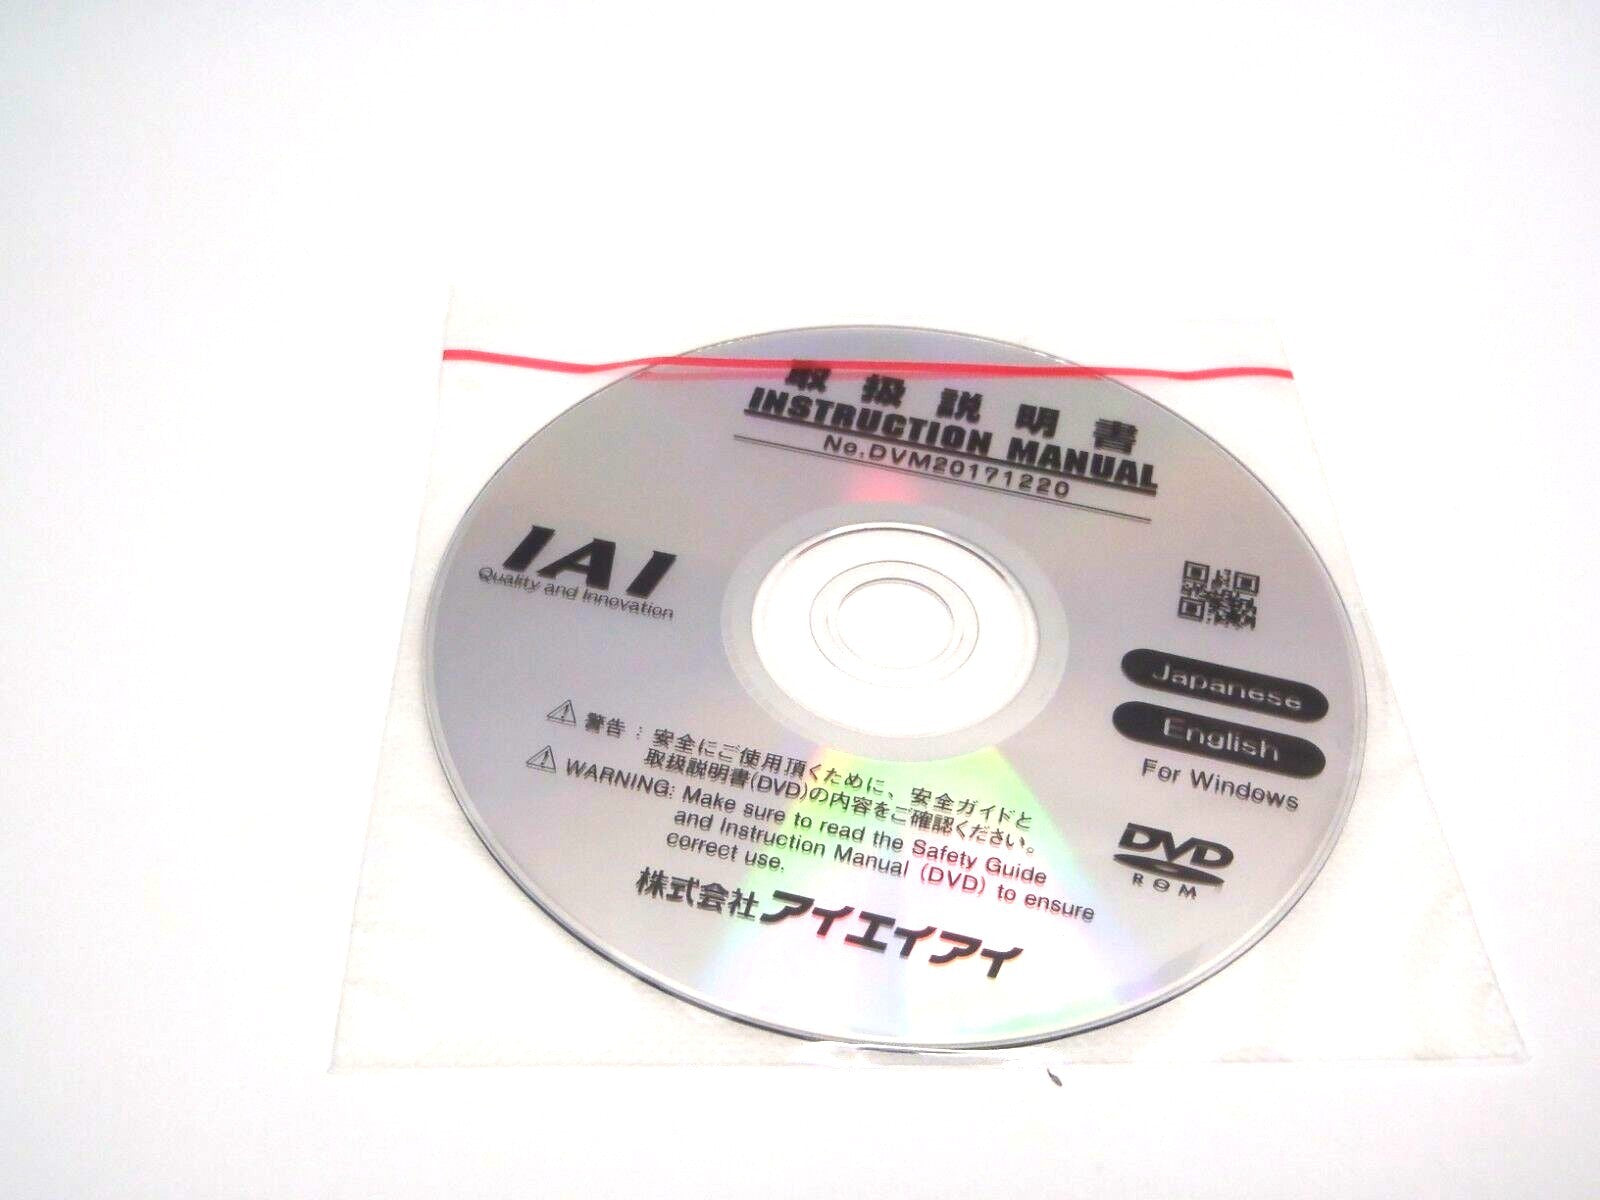 取扱説明書
INSTRUCTION MANUAL
No.DVM20171220
IAI
Quality and Innovation
Japanese
English
For Windows
DVD
ROM
警告：安全にご使用頂くために、安全ガイドと
取扱説明書(DVD)の内容をご確認ください。
WARNING: Make sure to read the Safety Guide
and Instruction Manual (DVD) to ensure
correct use.
株式会社アイエイアイ